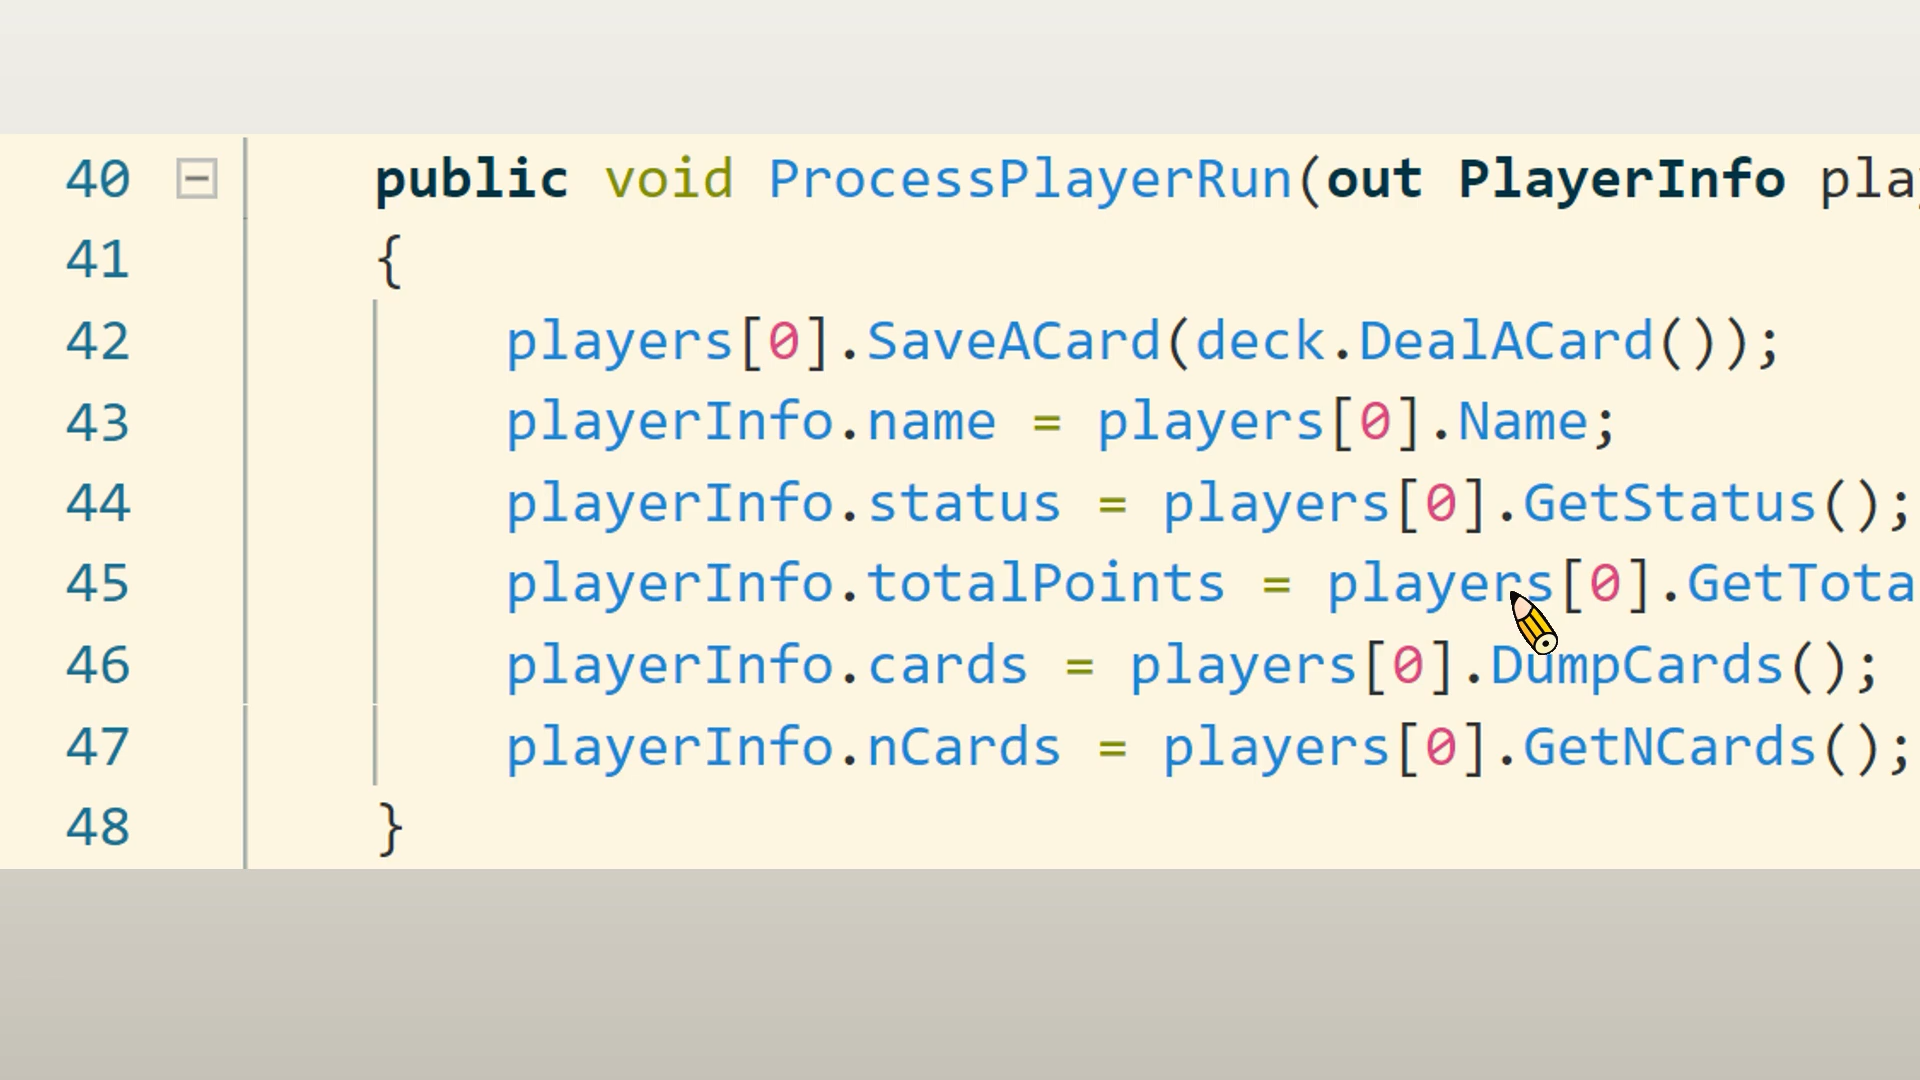 40 public void ProcessPlayerRun(out PlayerInfo
41 {
42 players[0].SaveACard(deck.DealACard());
43 playerInfo.name = players[0].Name;
44 playerInfo.status = players[0].GetStatus();
45 playerInfo.totalPoints = players[0].
46 playerInfo.cards = players[0].DumpCards();
47 playerInfo.nCards = players[0].GetNCards();
48 }